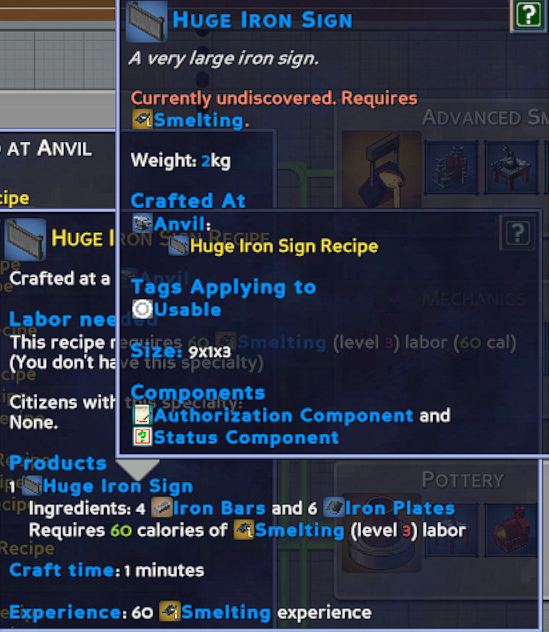 HUGE IRON SIGN
?
A very large iron sign.
Currently undiscovered. Requires
Smelting.
Weight: 2kg
Crafted At
Anvil:
Huge Iron Sign Recipe
Tags Applying to
Usable
Size: 9x1x3
Components
Authorization Component and
Status Component
ADVANCED SM
AT ANVIL
cipe
HUGE IRON SIGN RECIPE
?
Crafted at a Anvil
Labor needed
This recipe requires 60 Smelting (level 3) labor (60 cal)
(You don't have this specialty)
Citizens with this specialty:
None.
Products
1 Huge Iron Sign
Ingredients: 4 Iron Bars and 6 Iron Plates
Requires 60 calories of Smelting (level 3) labor
Craft time: 1 minutes
Experience: 60 Smelting experience
MECHANICS
POTTERY
Recipe